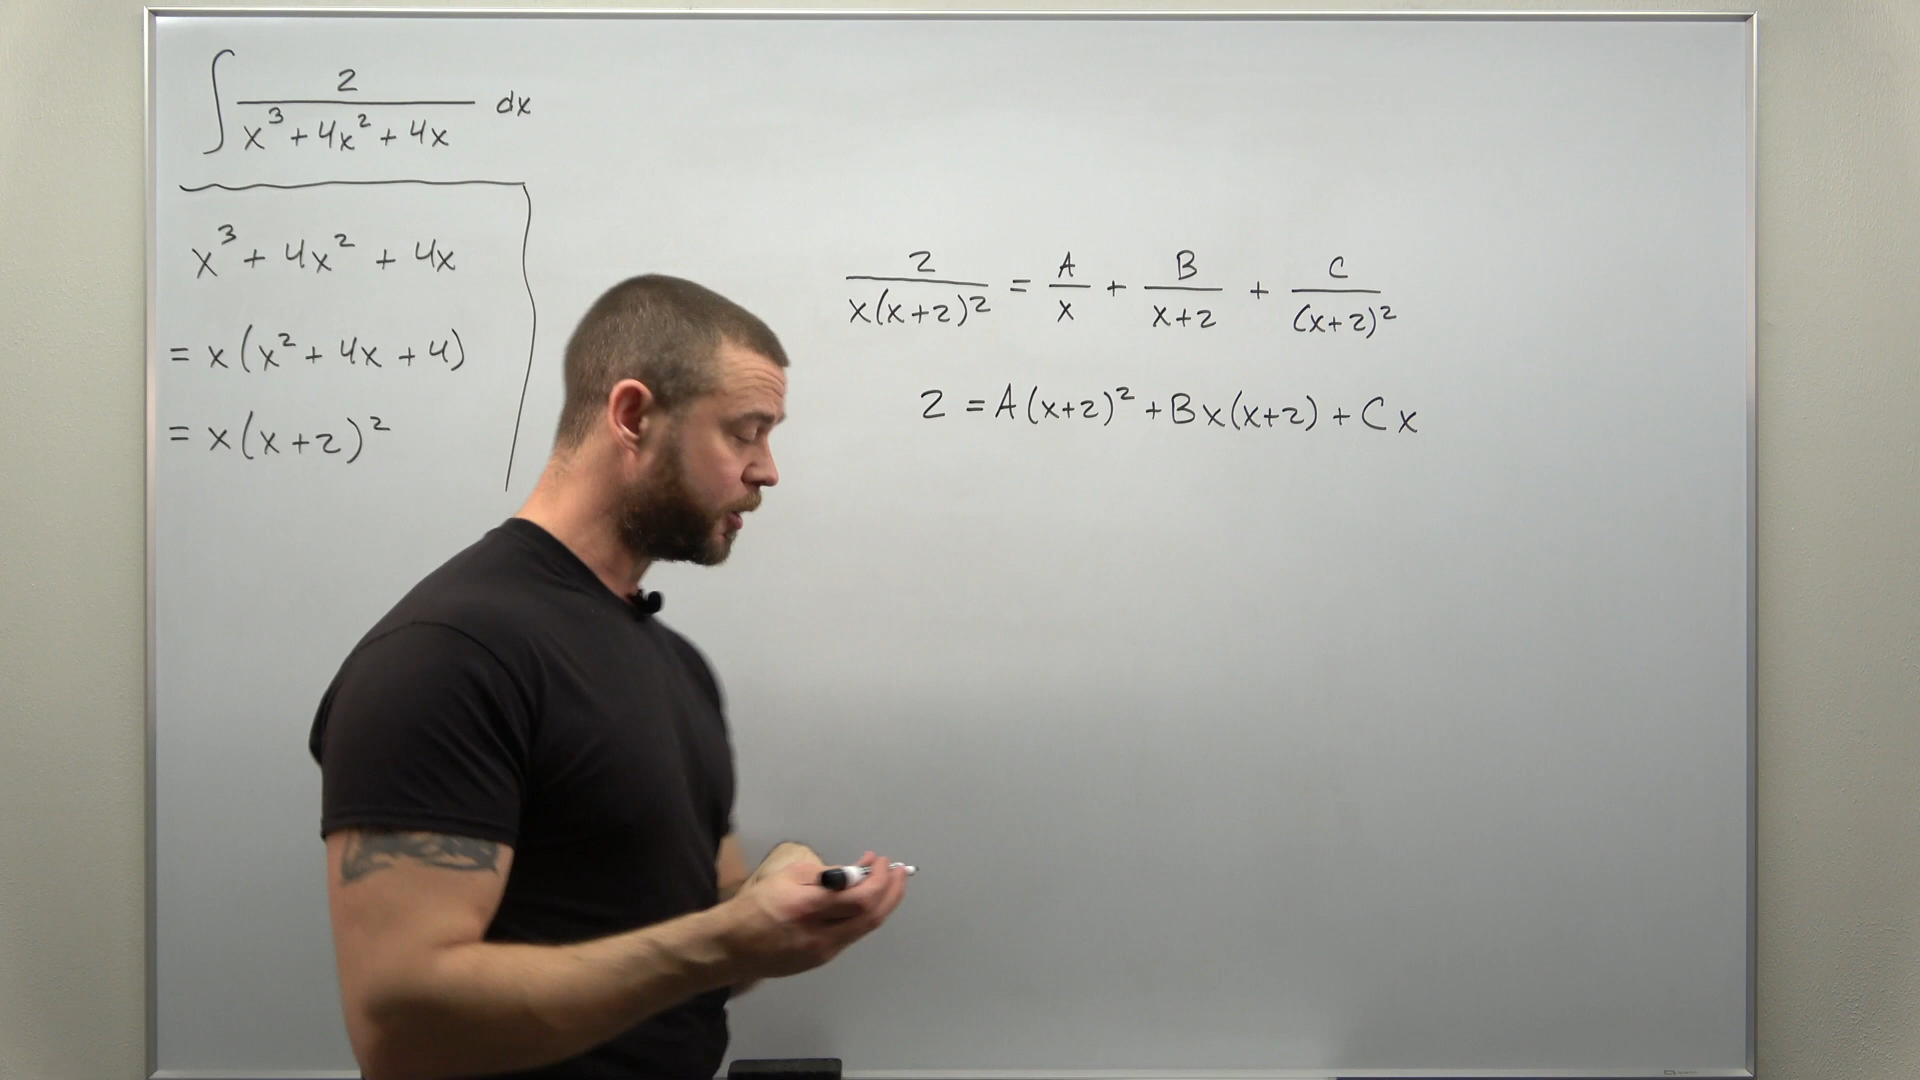 ∫ 2/(x³ + 4x² + 4x) dx
x³ + 4x² + 4x
= x(x² + 4x + 4)
= x(x+2)²
2/(x(x+2)²) = A/x + B/(x+2) + C/(x+2)²
2 = A(x+2)² + Bx(x+2) + Cx